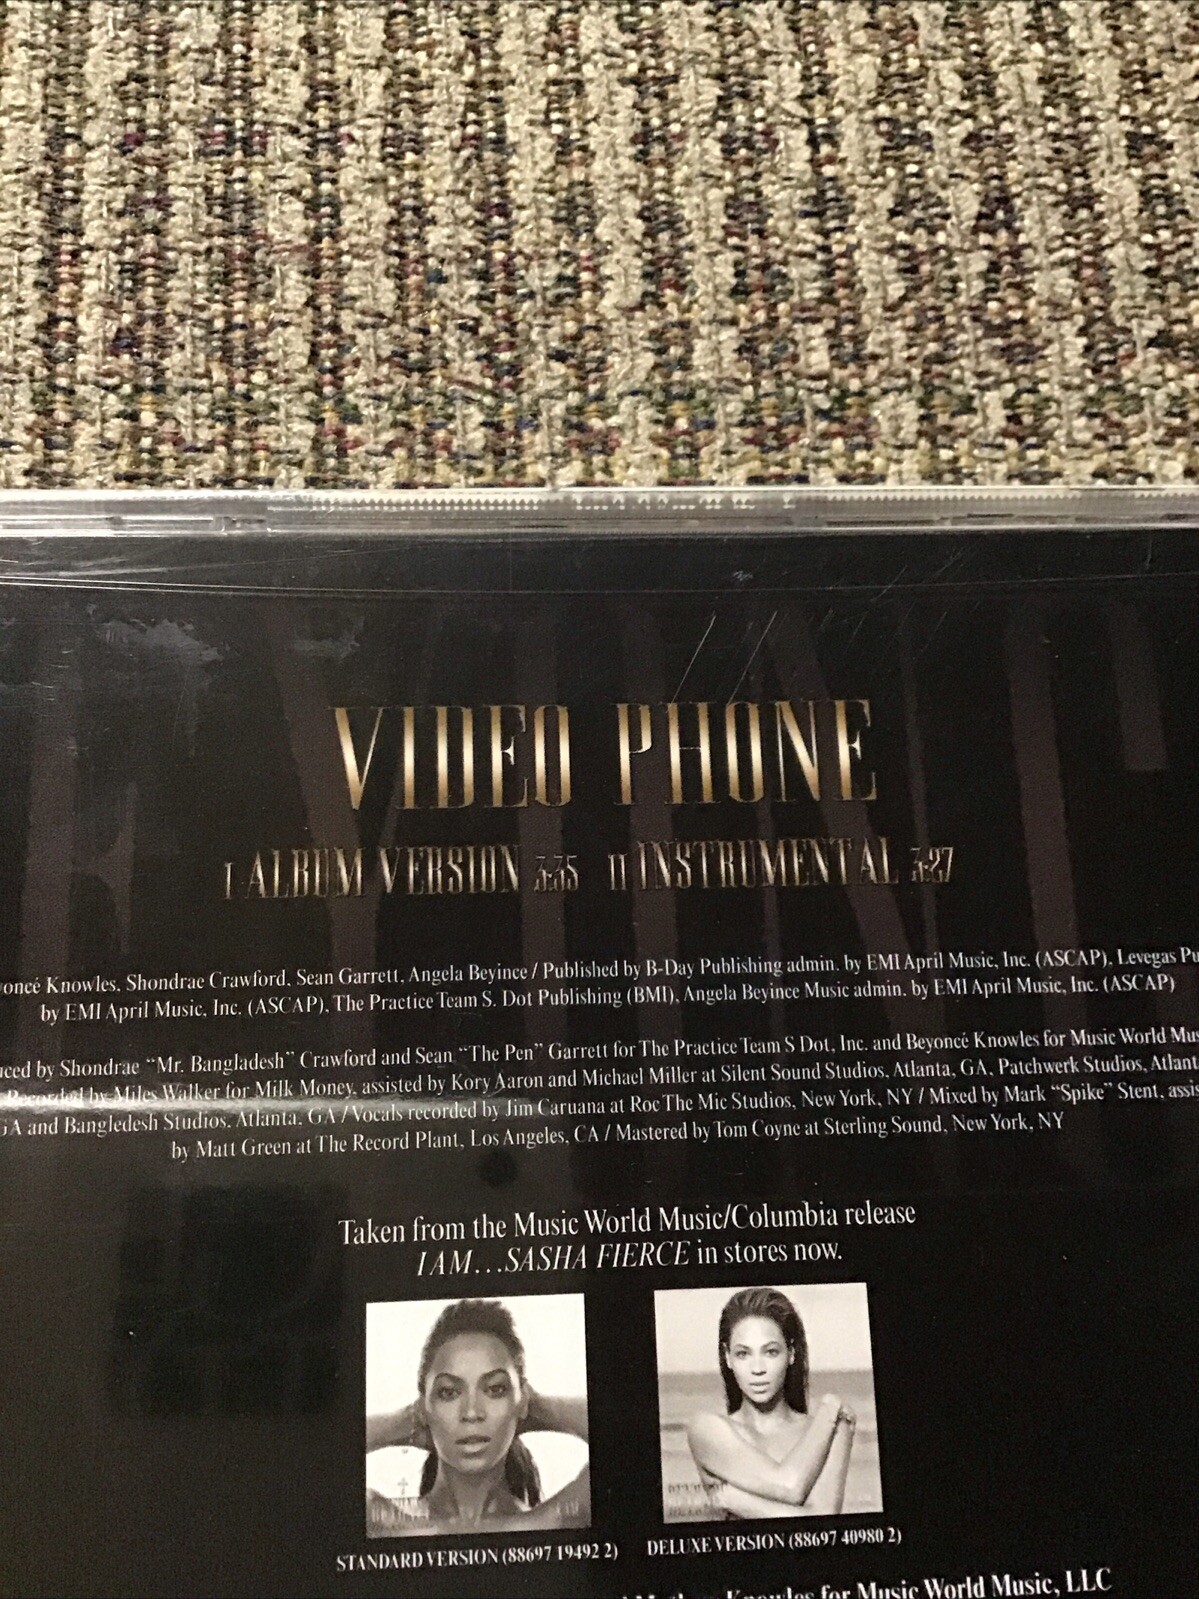 VIDEO PHONE
I ALBUM VERSION 3:35 II INSTRUMENTAL 3:27
oncé Knowles, Shondrae Crawford, Sean Garrett, Angela Beyince / Published by B-Day Publishing admin. by EMI April Music, Inc. (ASCAP), Levegas Pu
by EMI April Music, Inc. (ASCAP), The Practice Team S. Dot Publishing (BMI), Angela Beyince Music admin. by EMI April Music, Inc. (ASCAP)
uced by Shondrae “Mr. Bangladesh” Crawford and Sean “The Pen” Garrett for The Practice Team S Dot, Inc. and Beyoncé Knowles for Music World Mus
Recorded by Miles Walker for Milk Money, assisted by Kory Aaron and Michael Miller at Silent Sound Studios, Atlanta, GA, Patchwerk Studios, Atlant
GA and Bangledesh Studios, Atlanta, GA / Vocals recorded by Jim Caruana at Roc The Mic Studios, New York, NY / Mixed by Mark “Spike” Stent, assis
by Matt Green at The Record Plant, Los Angeles, CA / Mastered by Tom Coyne at Sterling Sound, New York, NY
Taken from the Music World Music/Columbia release
I AM...SASHA FIERCE in stores now.
STANDARD VERSION (88697 19492 2) DELUXE VERSION (88697 40980 2)
Knowles for Music World Music, LLC